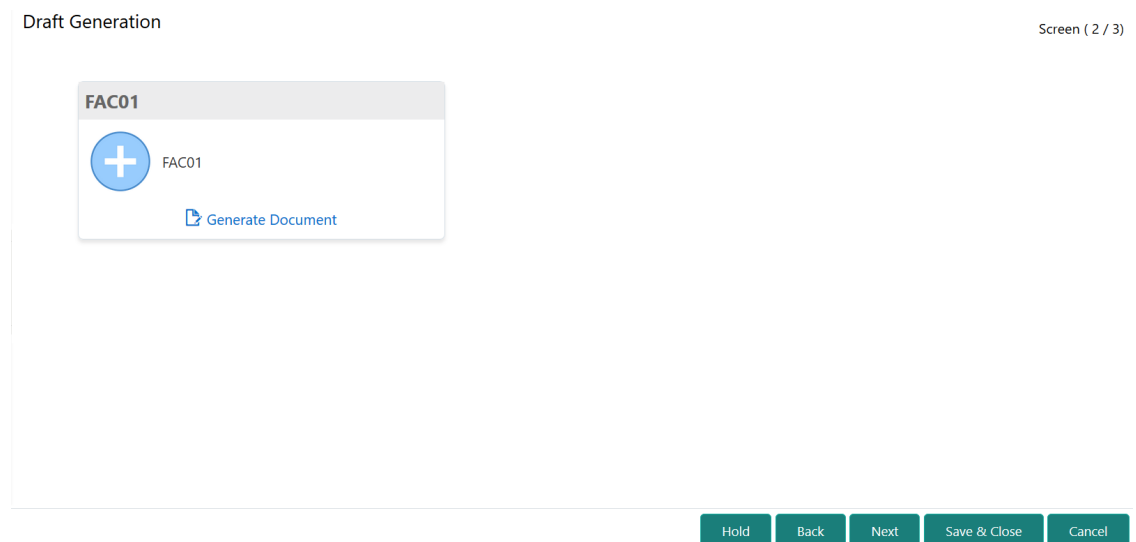 Draft Generation
Screen ( 2 / 3)
FAC01
FAC01
Generate Document
Hold Back Next Save & Close Cancel